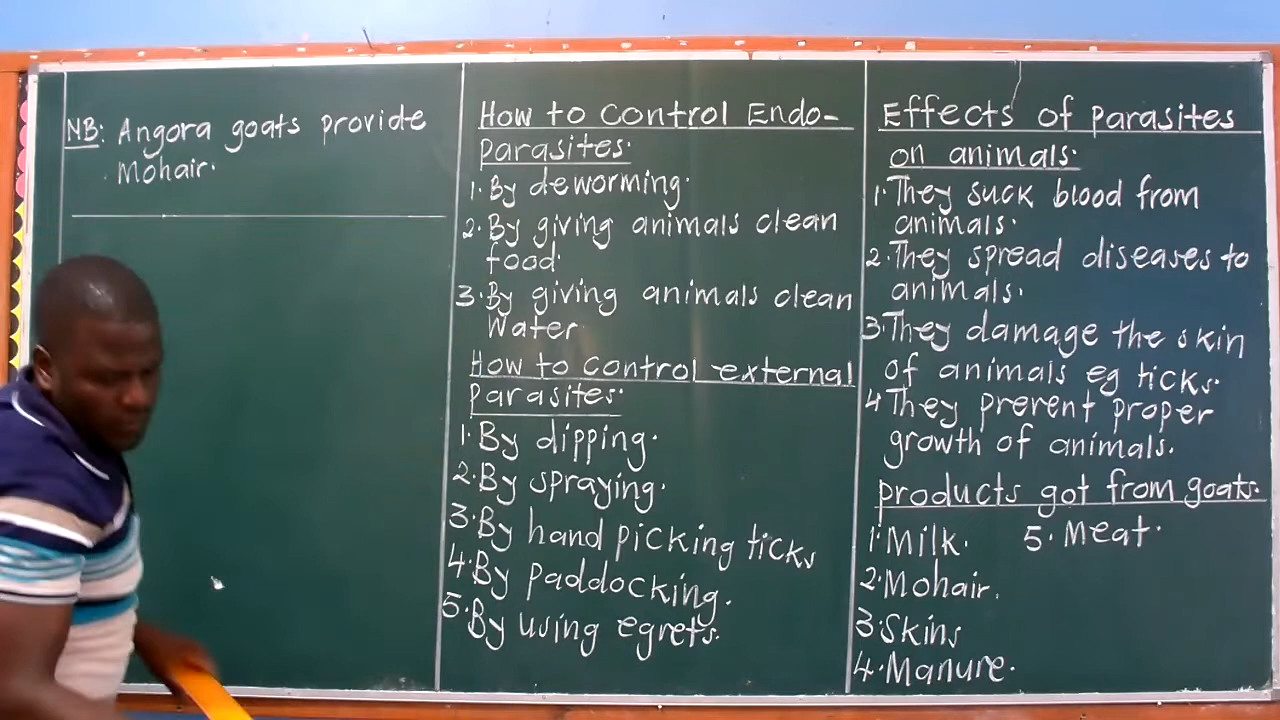 NB: Angora goats provide
Mohair.
How to control Endo-
parasites.
1. By deworming.
2. By giving animals clean
food.
3. By giving animals clean
Water.
How to control external
parasites.
1. By dipping.
2. By spraying.
3. By hand picking ticks
4. By paddocking.
5. By using egrets.
Effects of parasites
on animals.
1. They suck blood from
animals.
2. They spread diseases to
animals.
3. They damage the skin
of animals eg ticks.
4. They prevent proper
growth of animals.
products got from goats.
1. Milk. 5. Meat.
2. Mohair.
3. Skins
4. Manure.